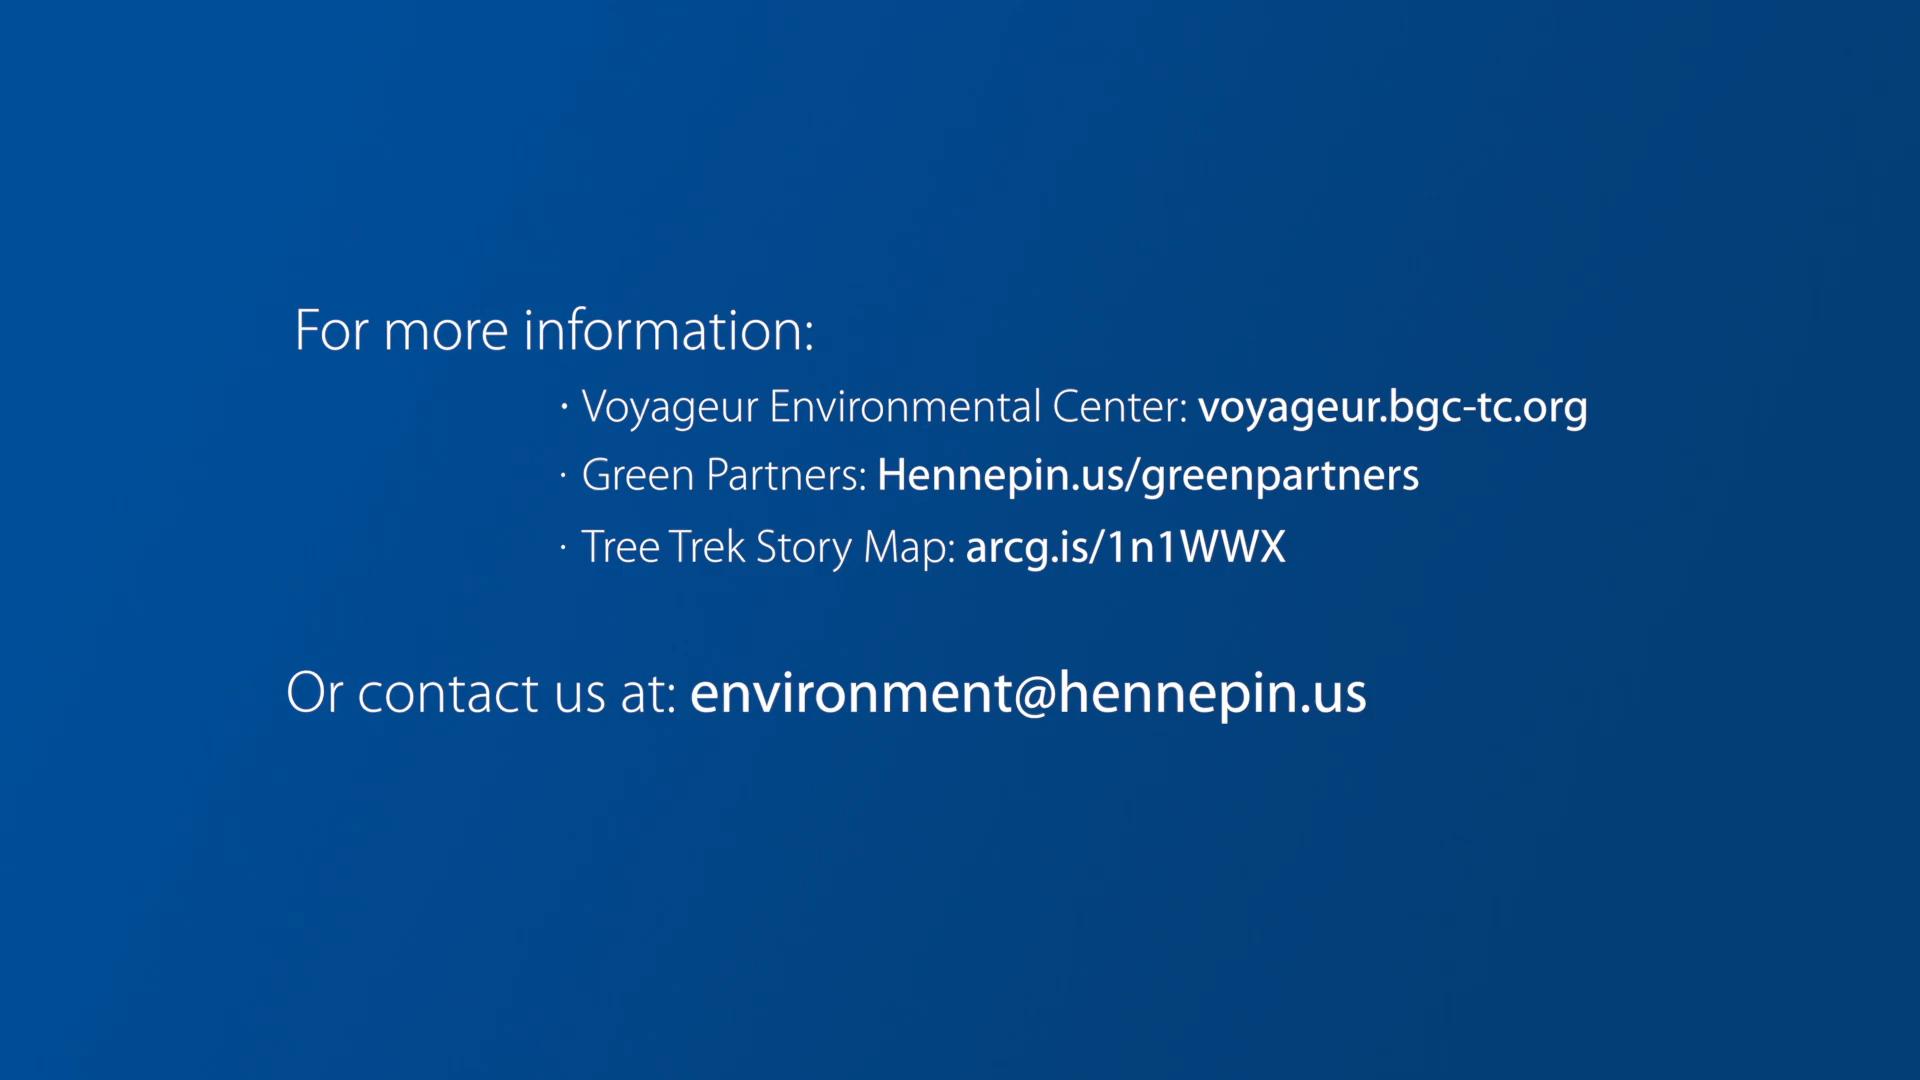 For more information:
· Voyageur Environmental Center: voyageur.bgc-tc.org
· Green Partners: Hennepin.us/greenpartners
· Tree Trek Story Map: arcg.is/1n1WWX
Or contact us at: environment@hennepin.us